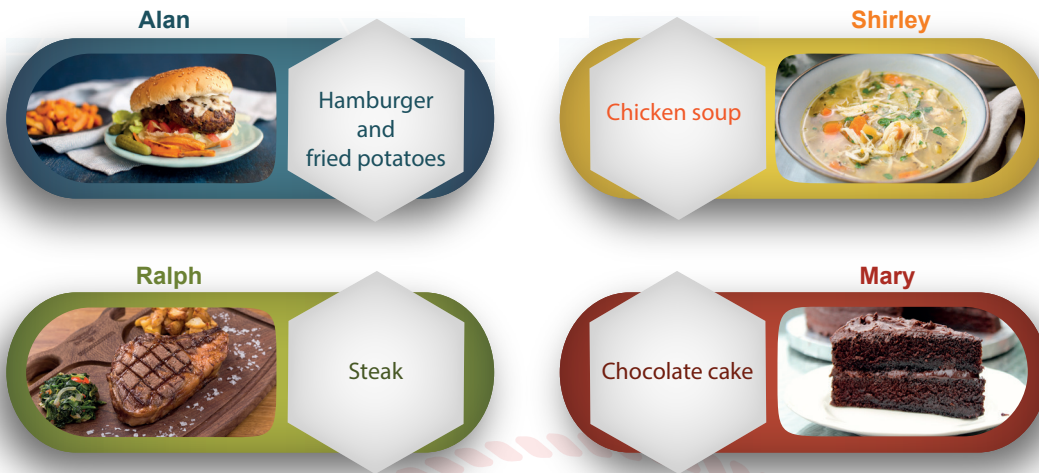 Alan
Hamburger
and
fried potatoes
Shirley
Chicken soup
Ralph
Steak
Mary
Chocolate cake